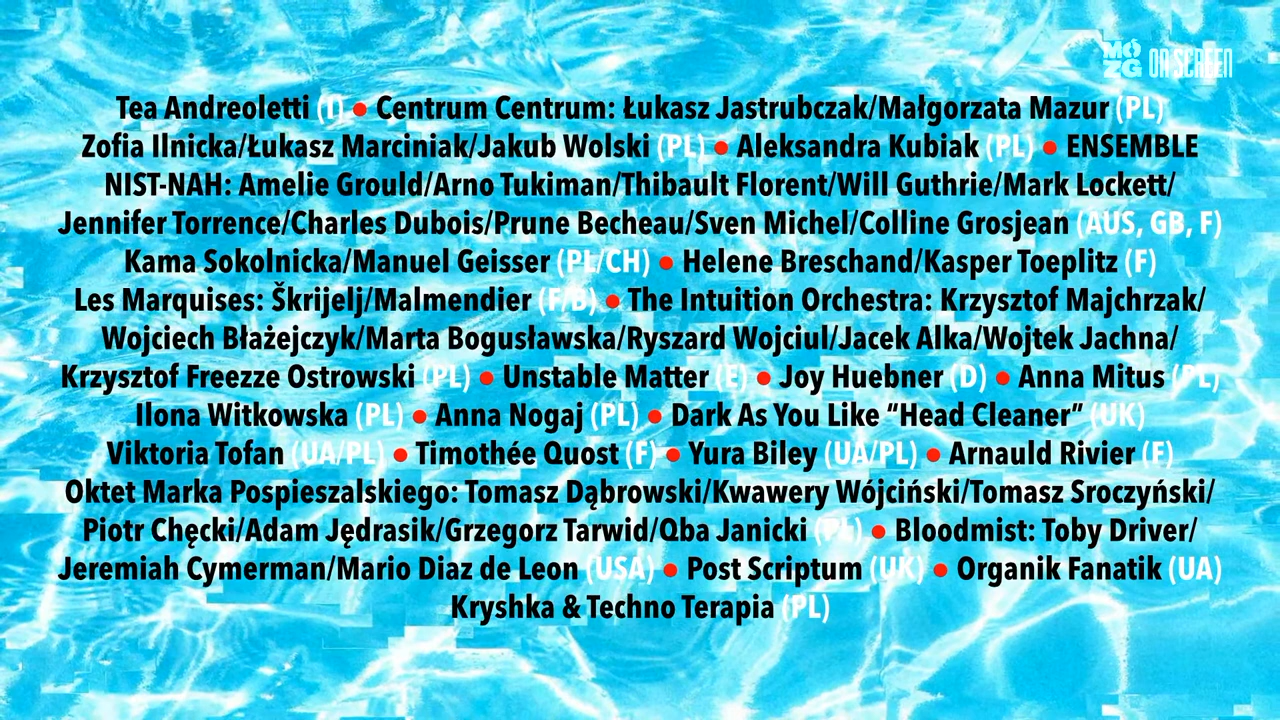 MÓZG ON SCREEN
Tea Andreoletti (I) ● Centrum Centrum: Łukasz Jastrubczak/Małgorzata Mazur (PL)
Zofia Ilnicka/Łukasz Marciniak/Jakub Wolski (PL) ● Aleksandra Kubiak (PL) ● ENSEMBLE
NIST-NAH: Amelie Grould/Arno Tukiman/Thibault Florent/Will Guthrie/Mark Lockett/
Jennifer Torrence/Charles Dubois/Prune Becheau/Sven Michel/Colline Grosjean (AUS, GB, F)
Kama Sokolnicka/Manuel Geisser (PL/CH) ● Helene Breschand/Kasper Toeplitz (F)
Les Marquises: Škrijelj/Malmendier (F/B) ● The Intuition Orchestra: Krzysztof Majchrzak/
Wojciech Błażejczyk/Marta Bogusławska/Ryszard Wojciul/Jacek Alka/Wojtek Jachna/
Krzysztof Freezze Ostrowski (PL) ● Unstable Matter (E) ● Joy Huebner (D) ● Anna Mitus (PL)
Ilona Witkowska (PL) ● Anna Nogaj (PL) ● Dark As You Like “Head Cleaner” (UK)
Viktoria Tofan (UA/PL) ● Timothée Quost (F) ● Yura Biley (UA/PL) ● Arnauld Rivier (F)
Oktet Marka Pospieszalskiego: Tomasz Dąbrowski/Kwawery Wójciński/Tomasz Sroczyński/
Piotr Chęcki/Adam Jędrasik/Grzegorz Tarwid/Qba Janicki (PL) ● Bloodmist: Toby Driver/
Jeremiah Cymerman/Mario Diaz de Leon (USA) ● Post Scriptum (UK) ● Organik Fanatik (UA)
Kryshka & Techno Terapia (PL)